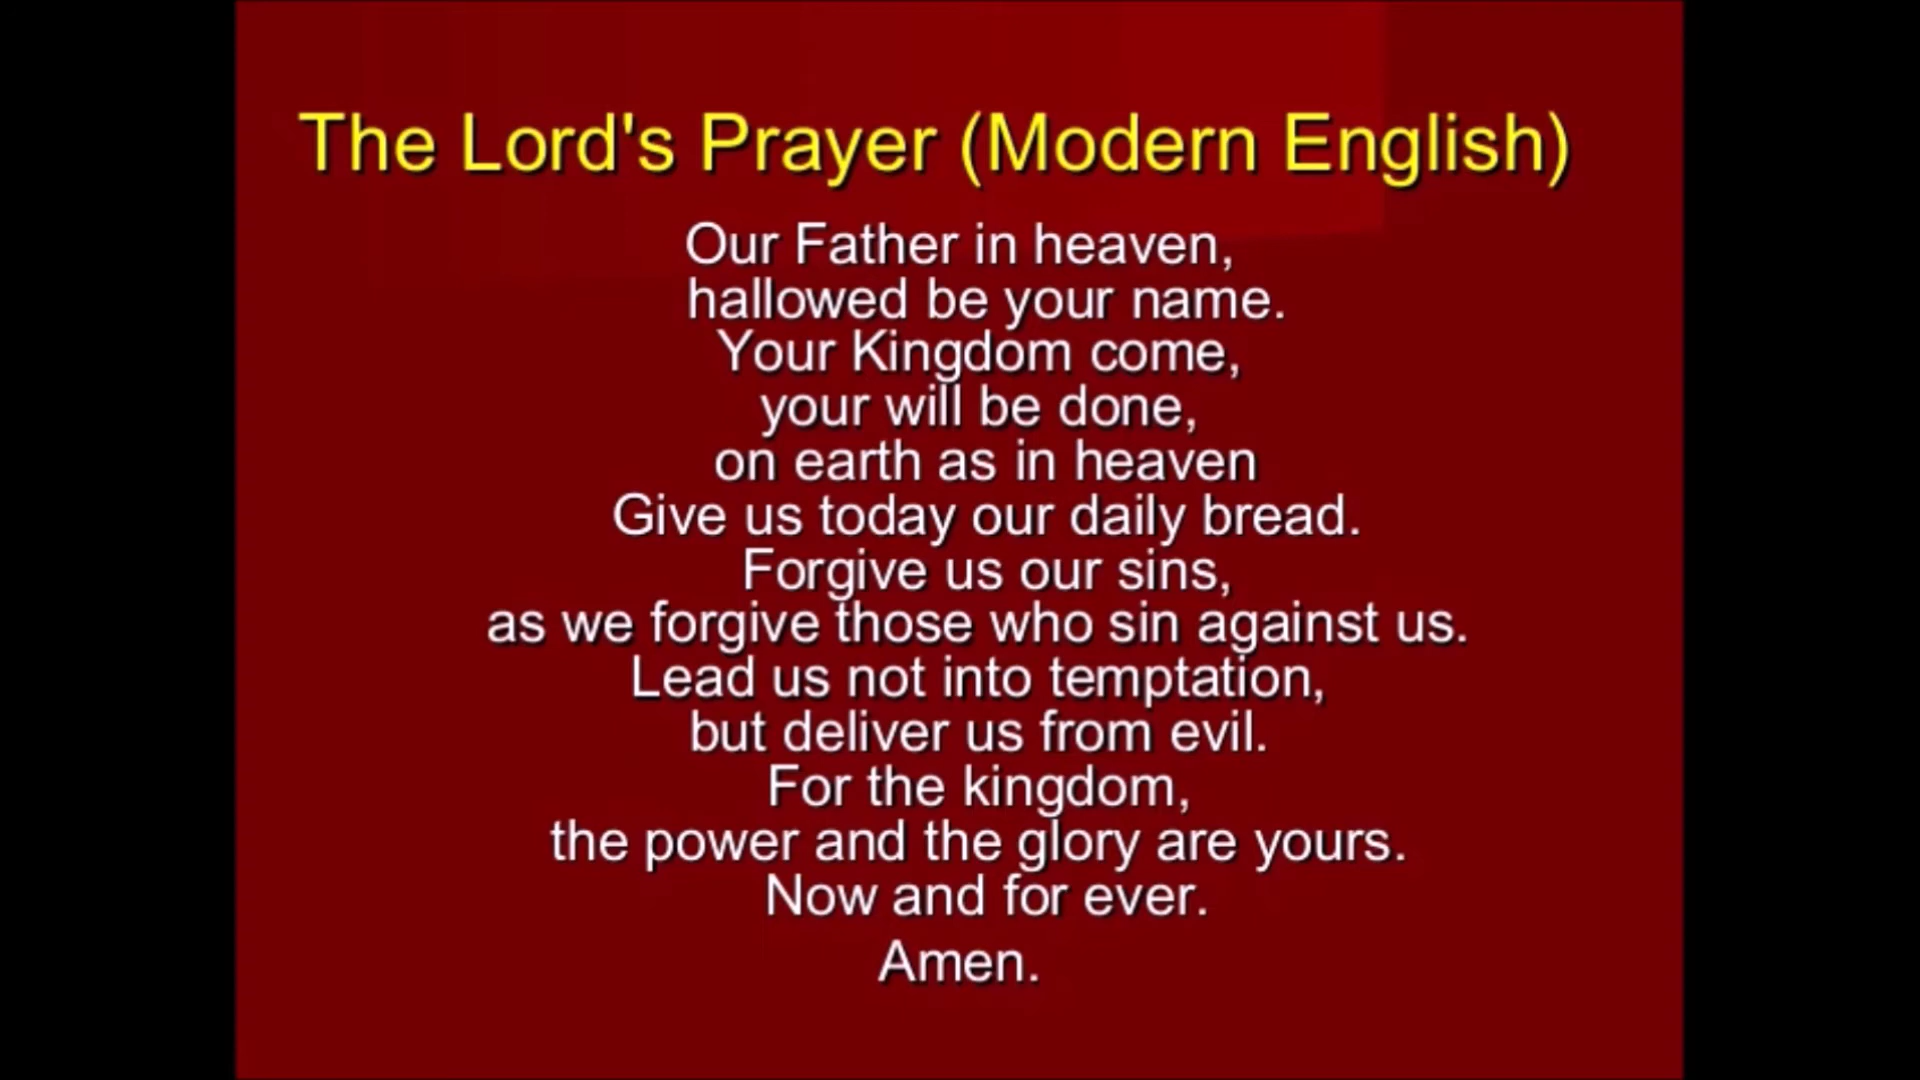 The Lord's Prayer (Modern English)
Our Father in heaven,
hallowed be your name.
Your Kingdom come,
your will be done,
on earth as in heaven
Give us today our daily bread.
Forgive us our sins,
as we forgive those who sin against us.
Lead us not into temptation,
but deliver us from evil.
For the kingdom,
the power and the glory are yours.
Now and for ever.
Amen.